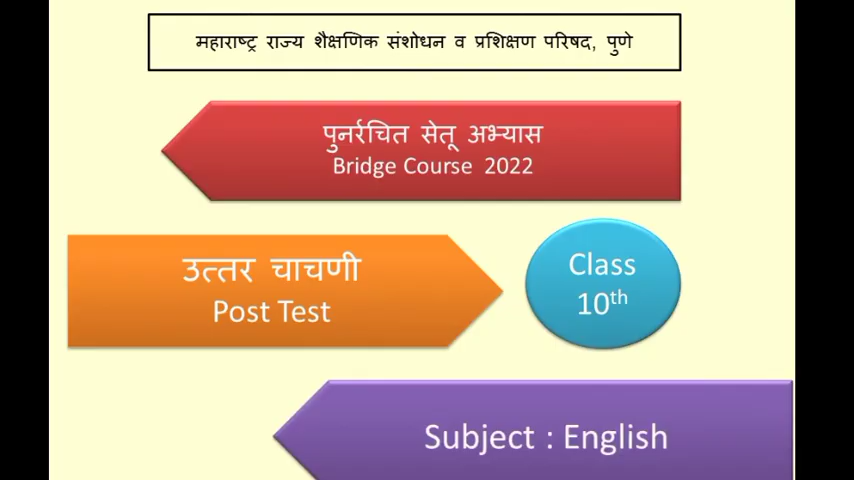 महाराष्ट्र राज्य शैक्षणिक संशोधन व प्रशिक्षण परिषद, पुणे
पुनर्रचित सेतू अभ्यास
Bridge Course 2022
उत्तर चाचणी
Post Test
Class
10th
Subject : English